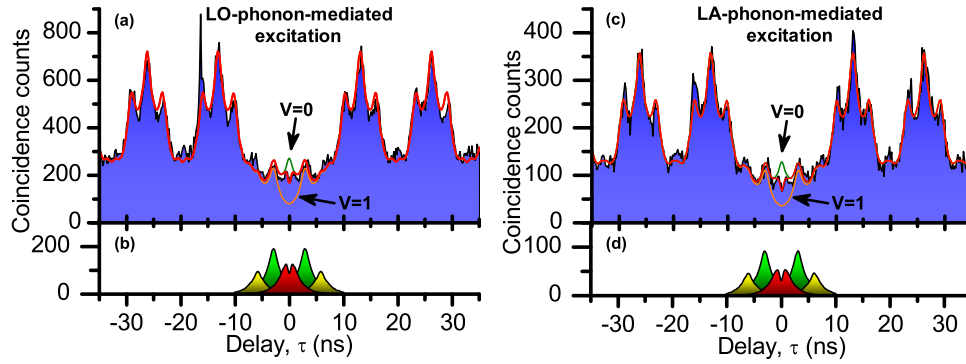 (a)
LO-phonon-mediated
excitation
V=0
V=1
Coincidence counts
800
600
400
200
0
(b)
200
0
-30 -20 -10 0 10 20 30
Delay, τ (ns)
(c)
LA-phonon-mediated
excitation
V=0
V=1
Coincidence counts
400
300
200
100
0
(d)
100
0
-30 -20 -10 0 10 20 30
Delay, τ (ns)